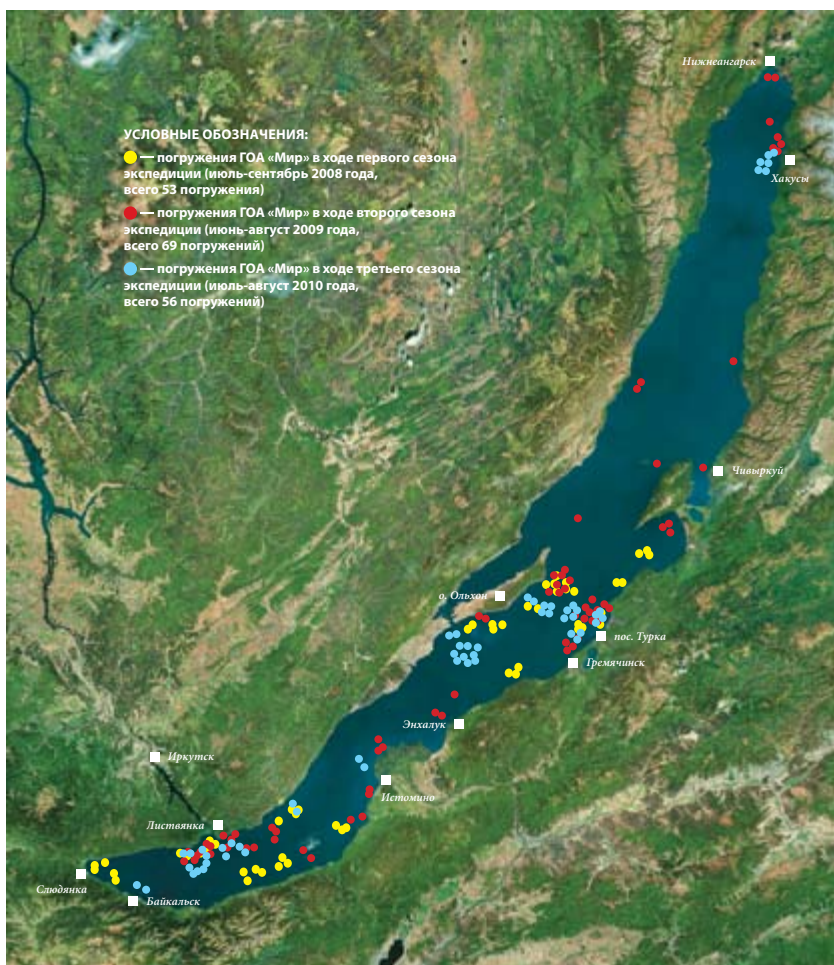 Нижнеангарск
УСЛОВНЫЕ ОБОЗНАЧЕНИЯ:
— погружения ГОА «Мир» в ходе первого сезона
экспедиции (июль-сентябрь 2008 года,
всего 53 погружения)
Хакусы
— погружения ГОА «Мир» в ходе второго сезона
экспедиции (июнь-август 2009 года,
всего 69 погружений)
— погружения ГОА «Мир» в ходе третьего сезона
экспедиции (июль-август 2010 года,
всего 56 погружений)
Чивыркуй
о. Ольхон
пос. Турка
Гремячинск
Энхалук
Иркутск
Истомино
Листвянка
Слюдянка
Байкальск